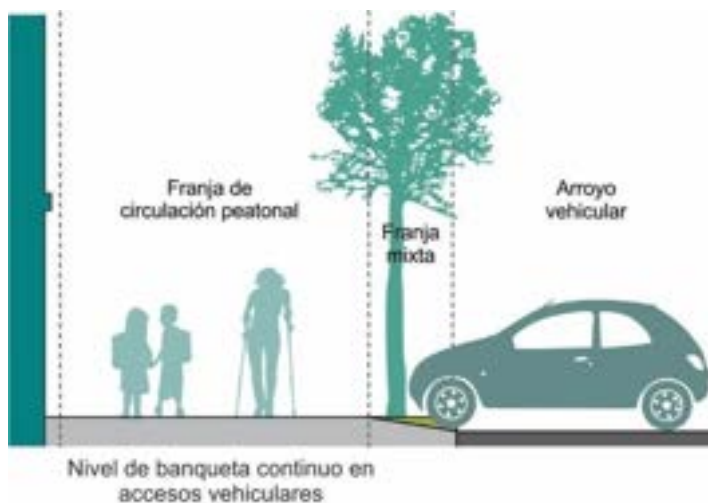 Franja de
circulación peatonal
Franja
mixta
Arroyo
vehicular
Nivel de banqueta continuo en
accesos vehiculares